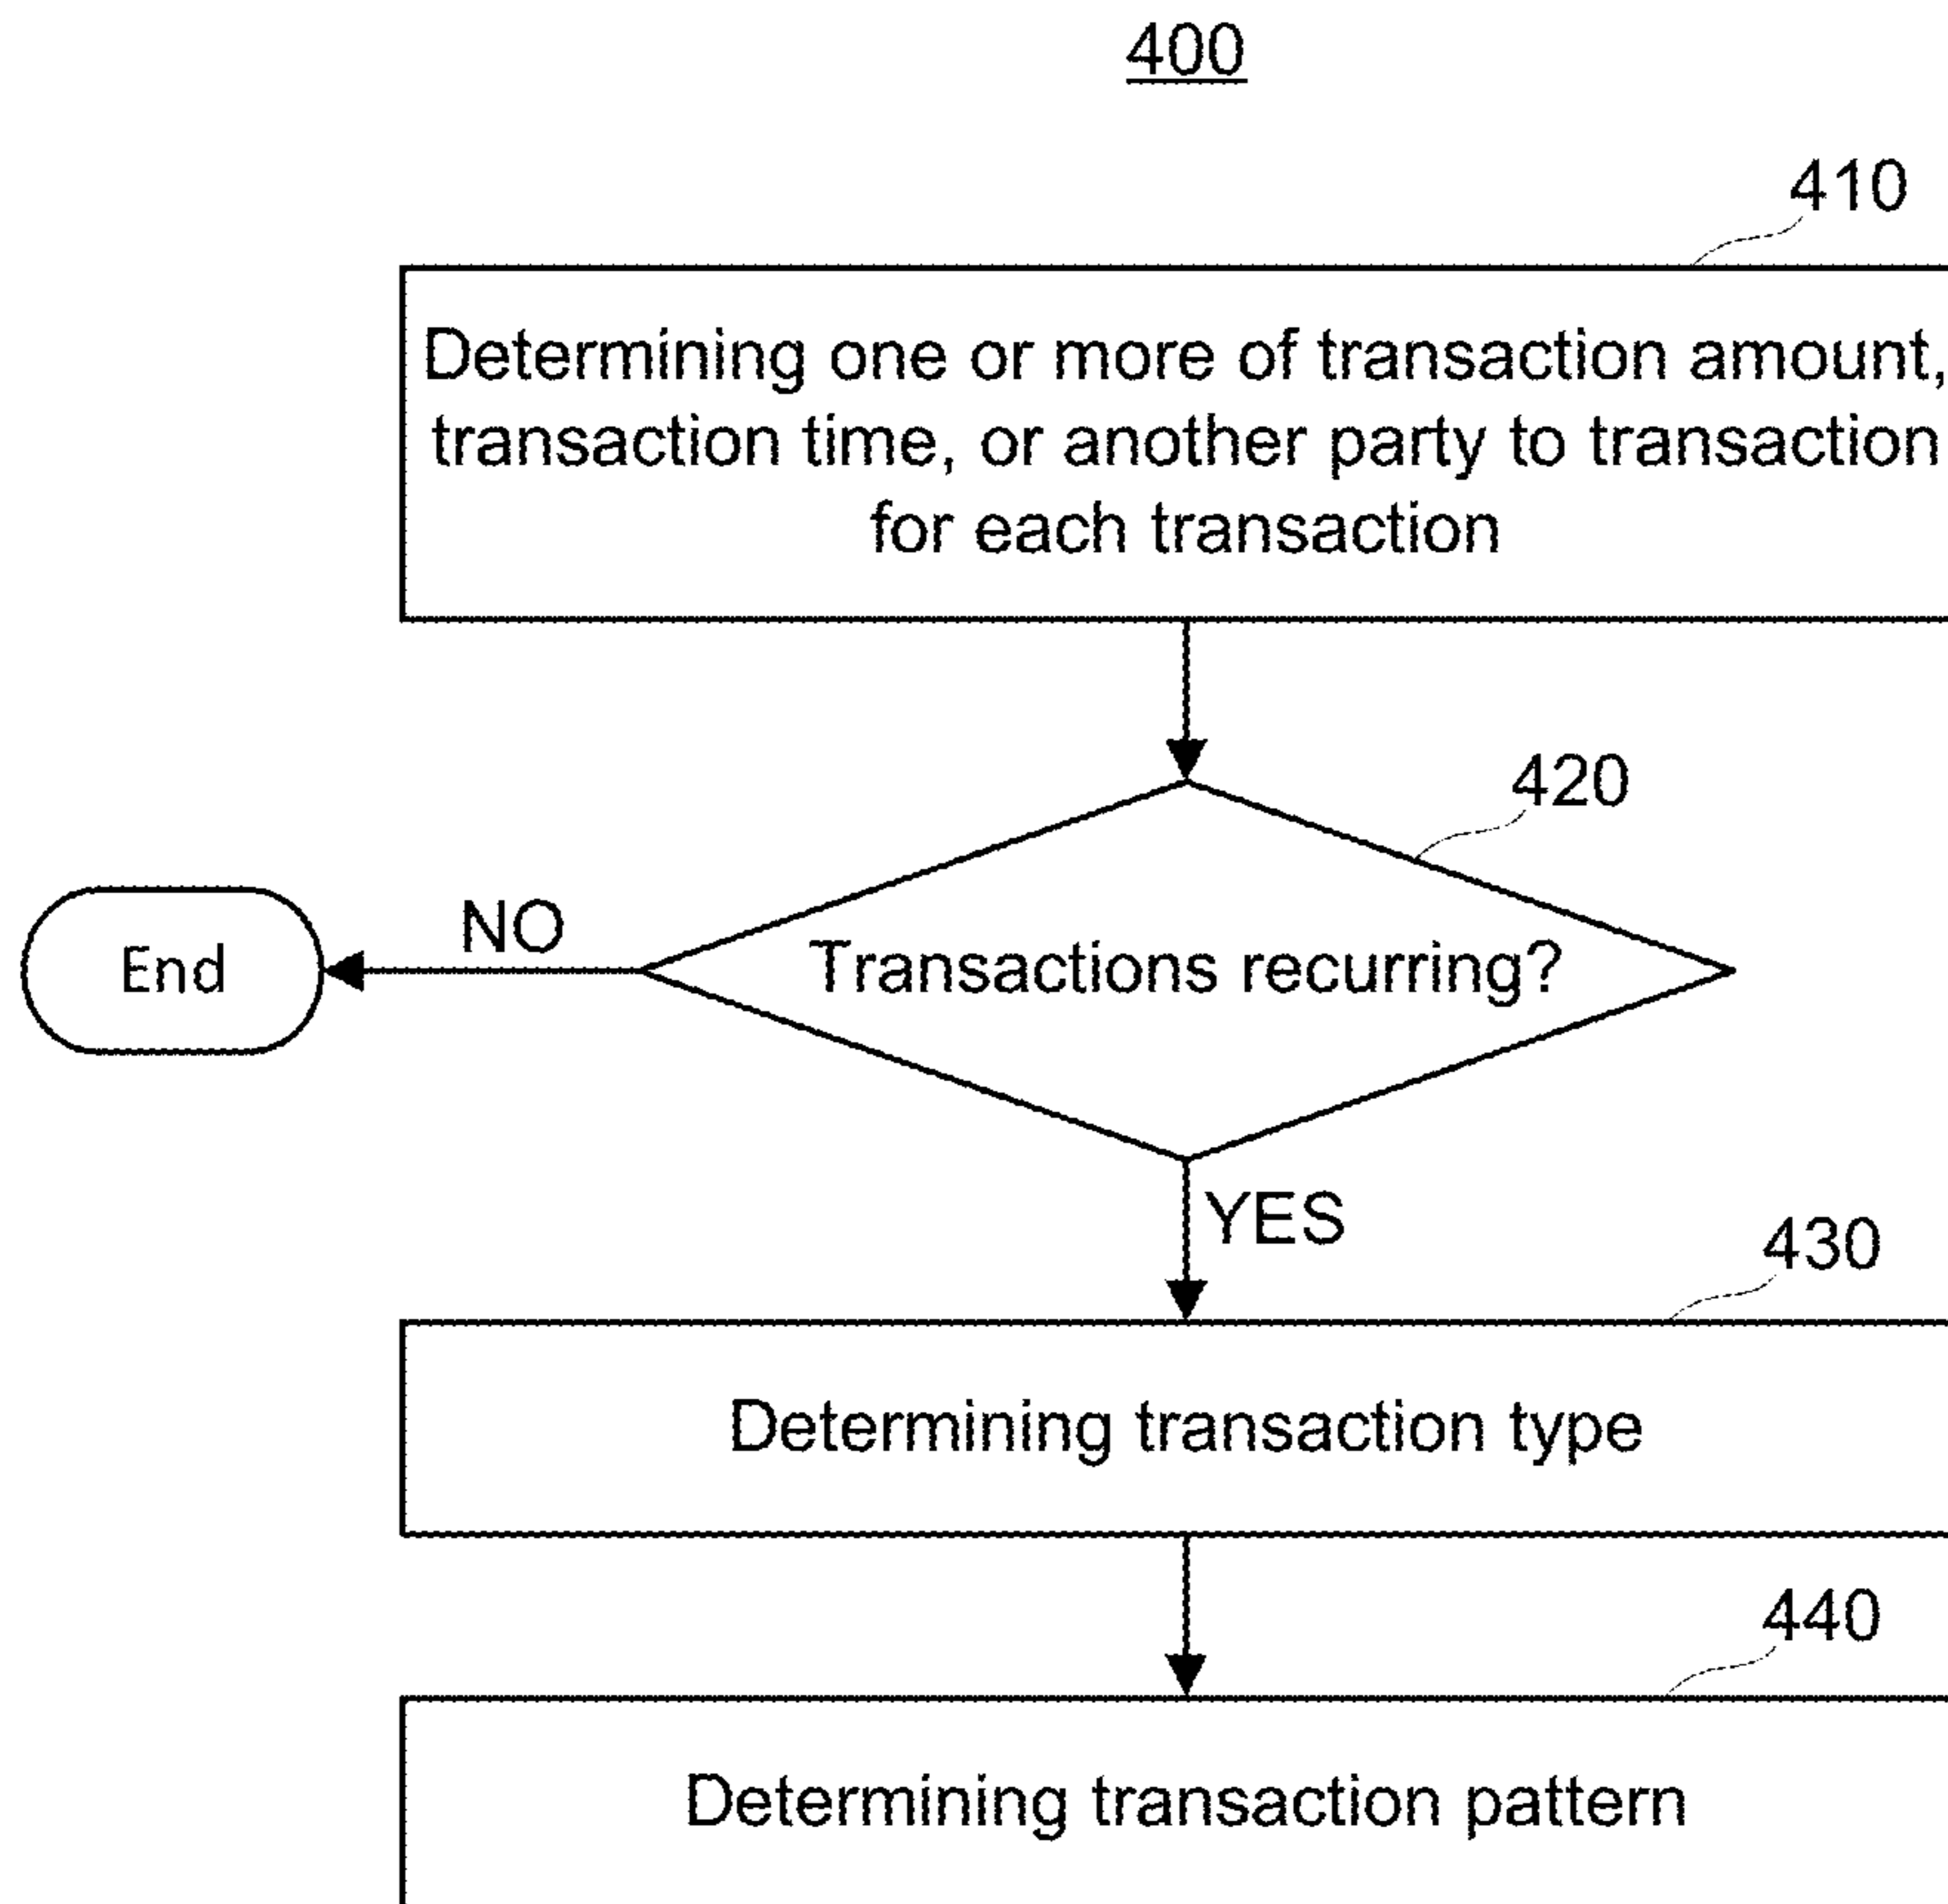 400
410
Determining one or more of transaction amount,
transaction time, or another party to transaction
for each transaction
420
NO
End
Transactions recurring?
YES
430
Determining transaction type
440
Determining transaction pattern